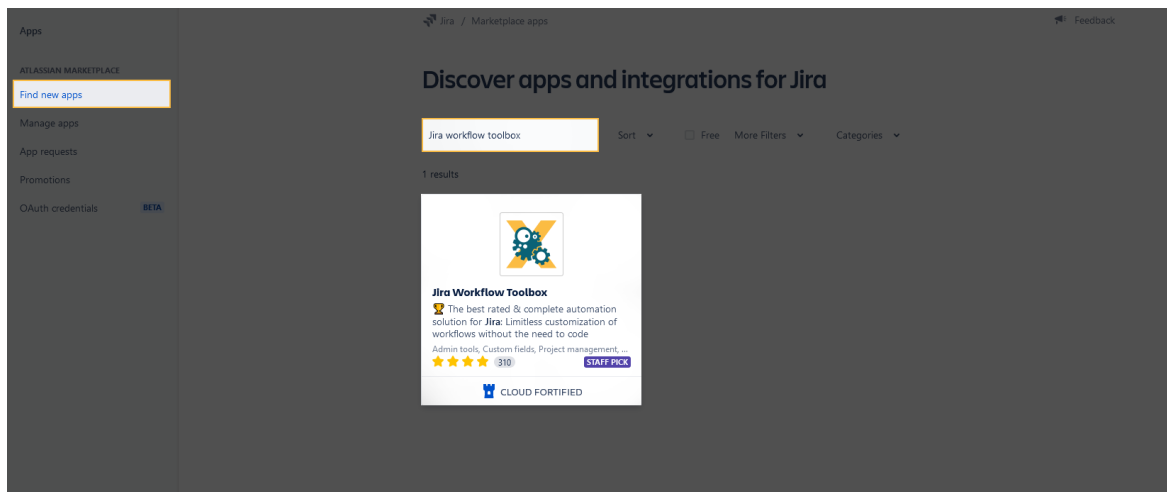 Apps
ATLASSIAN MARKETPLACE
Find new apps
Manage apps
App requests
Promotions
OAuth credentials BETA
Jira / Marketplace apps
Feedback
Discover apps and integrations for Jira
Jira workflow toolbox
Sort Free More Filters Categories
1 results
Jira Workflow Toolbox
The best rated & complete automation
solution for Jira: Limitless customization of
workflows without the need to code
Admin tools, Custom fields, Project management, ...
310 STAFF PICK
CLOUD FORTIFIED